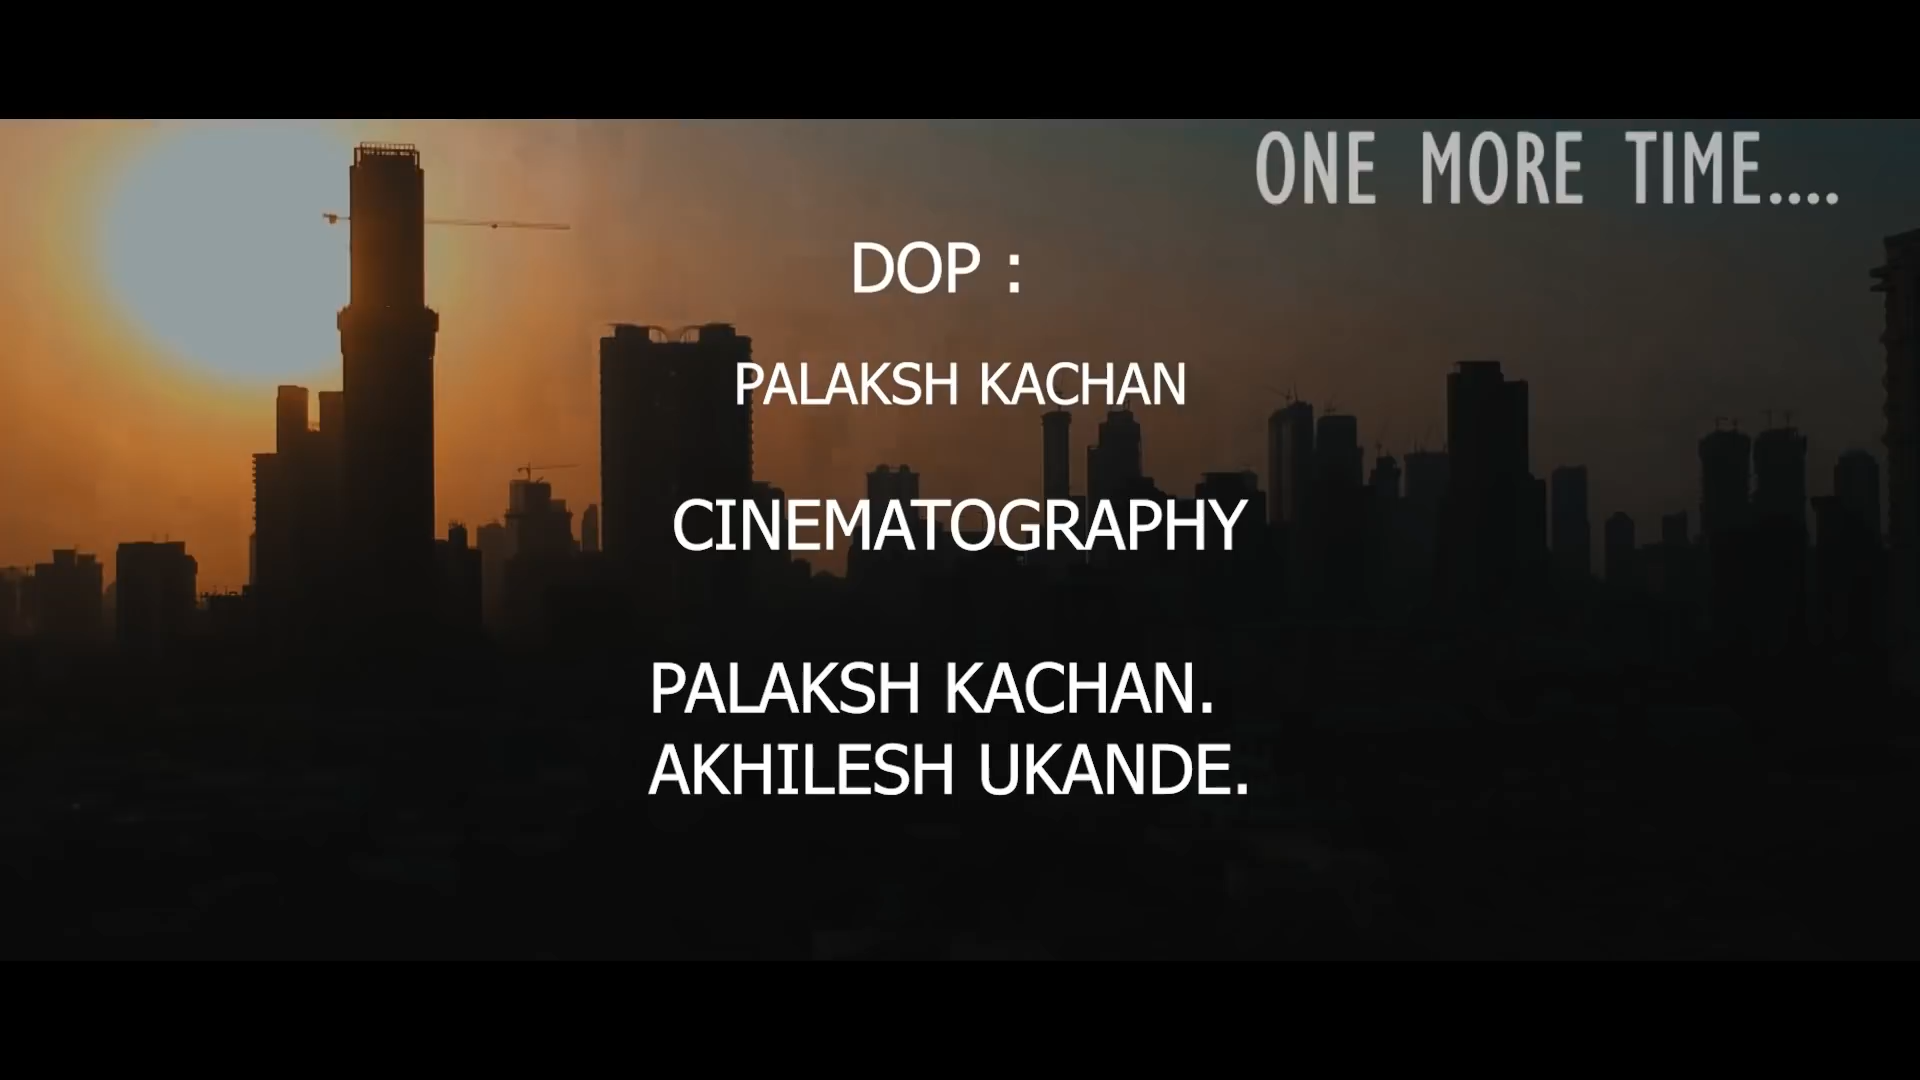 ONE MORE TIME....
DOP :
PALAKSH KACHAN
CINEMATOGRAPHY
PALAKSH KACHAN.
AKHILESH UKANDE.